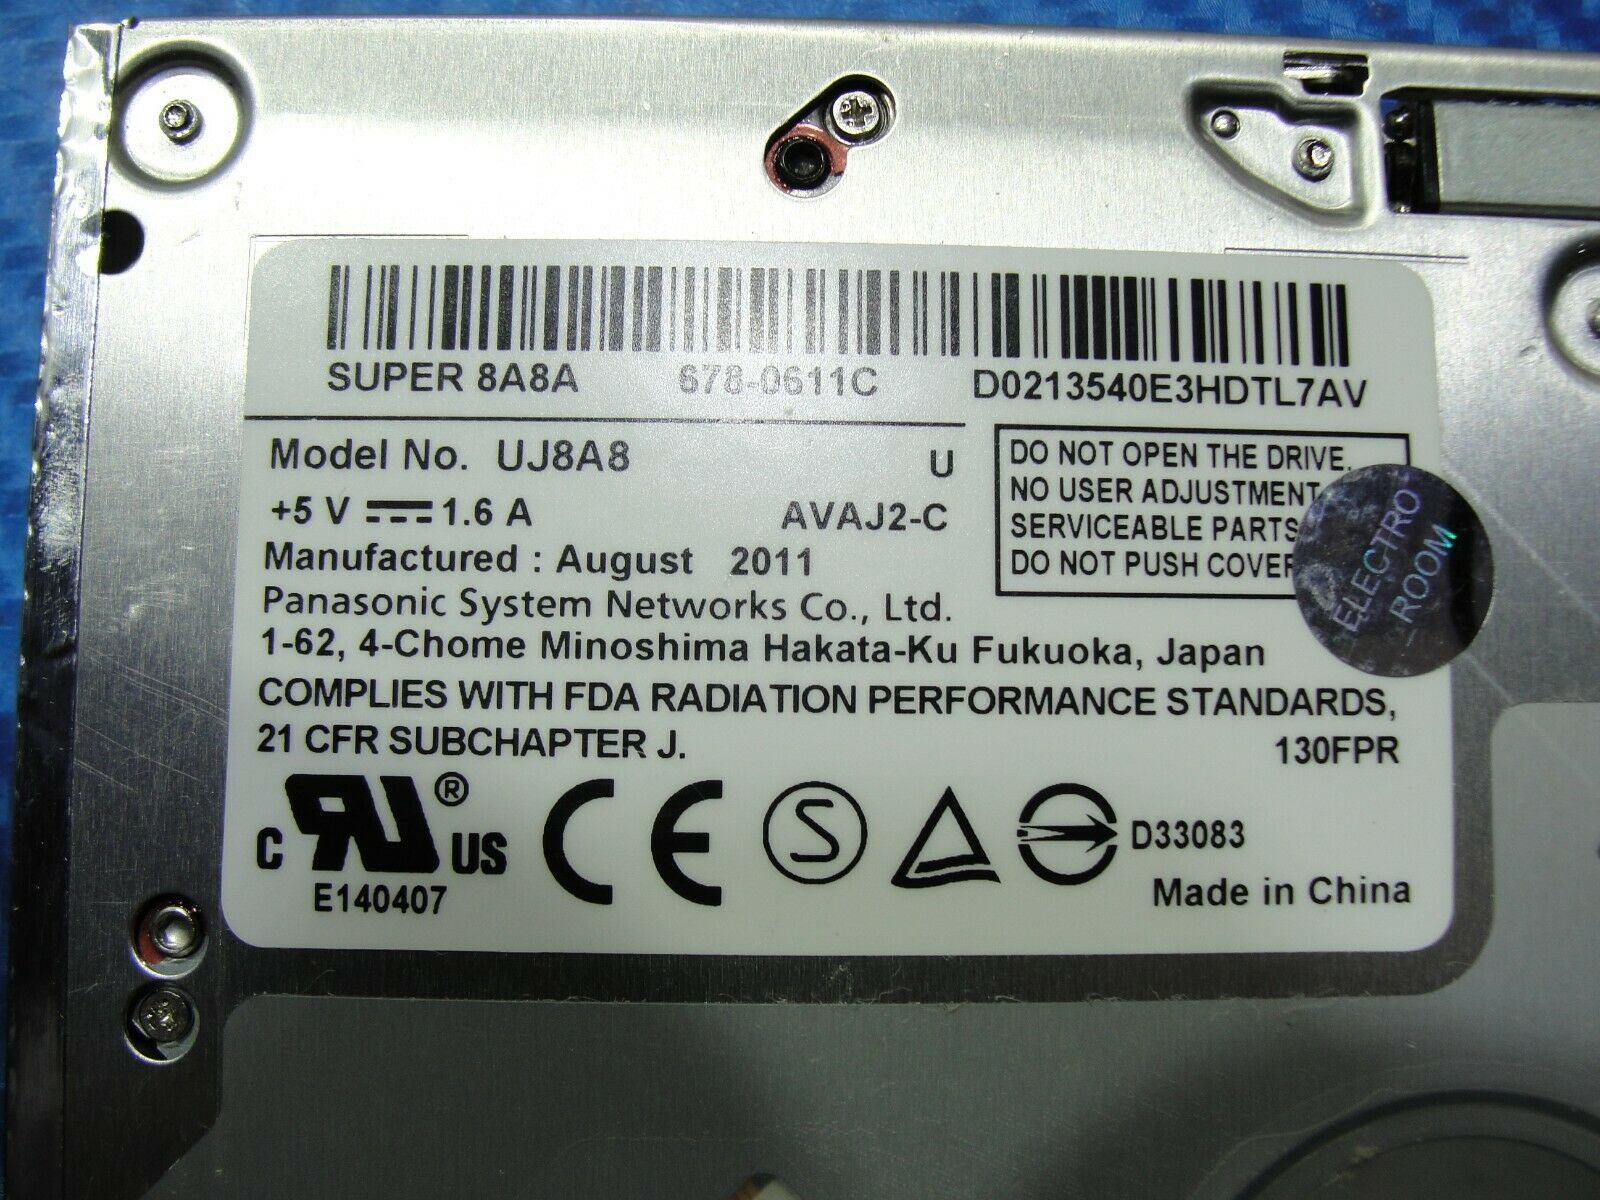 SUPER 8A8A 678-0611C D0213540E3HDTL7AV
Model No. UJ8A8 U
+5 V 1.6 A AVAJ2-C
Manufactured : August 2011
Panasonic System Networks Co., Ltd.
1-62, 4-Chome Minoshima Hakata-Ku Fukuoka, Japan
DO NOT OPEN THE DRIVE.
NO USER ADJUSTMENT
SERVICEABLE PARTS
DO NOT PUSH COVER
ELECTRO
ROOM
COMPLIES WITH FDA RADIATION PERFORMANCE STANDARDS,
21 CFR SUBCHAPTER J. 130FPR
C RU ® US CE S D33083
E140407 Made in China